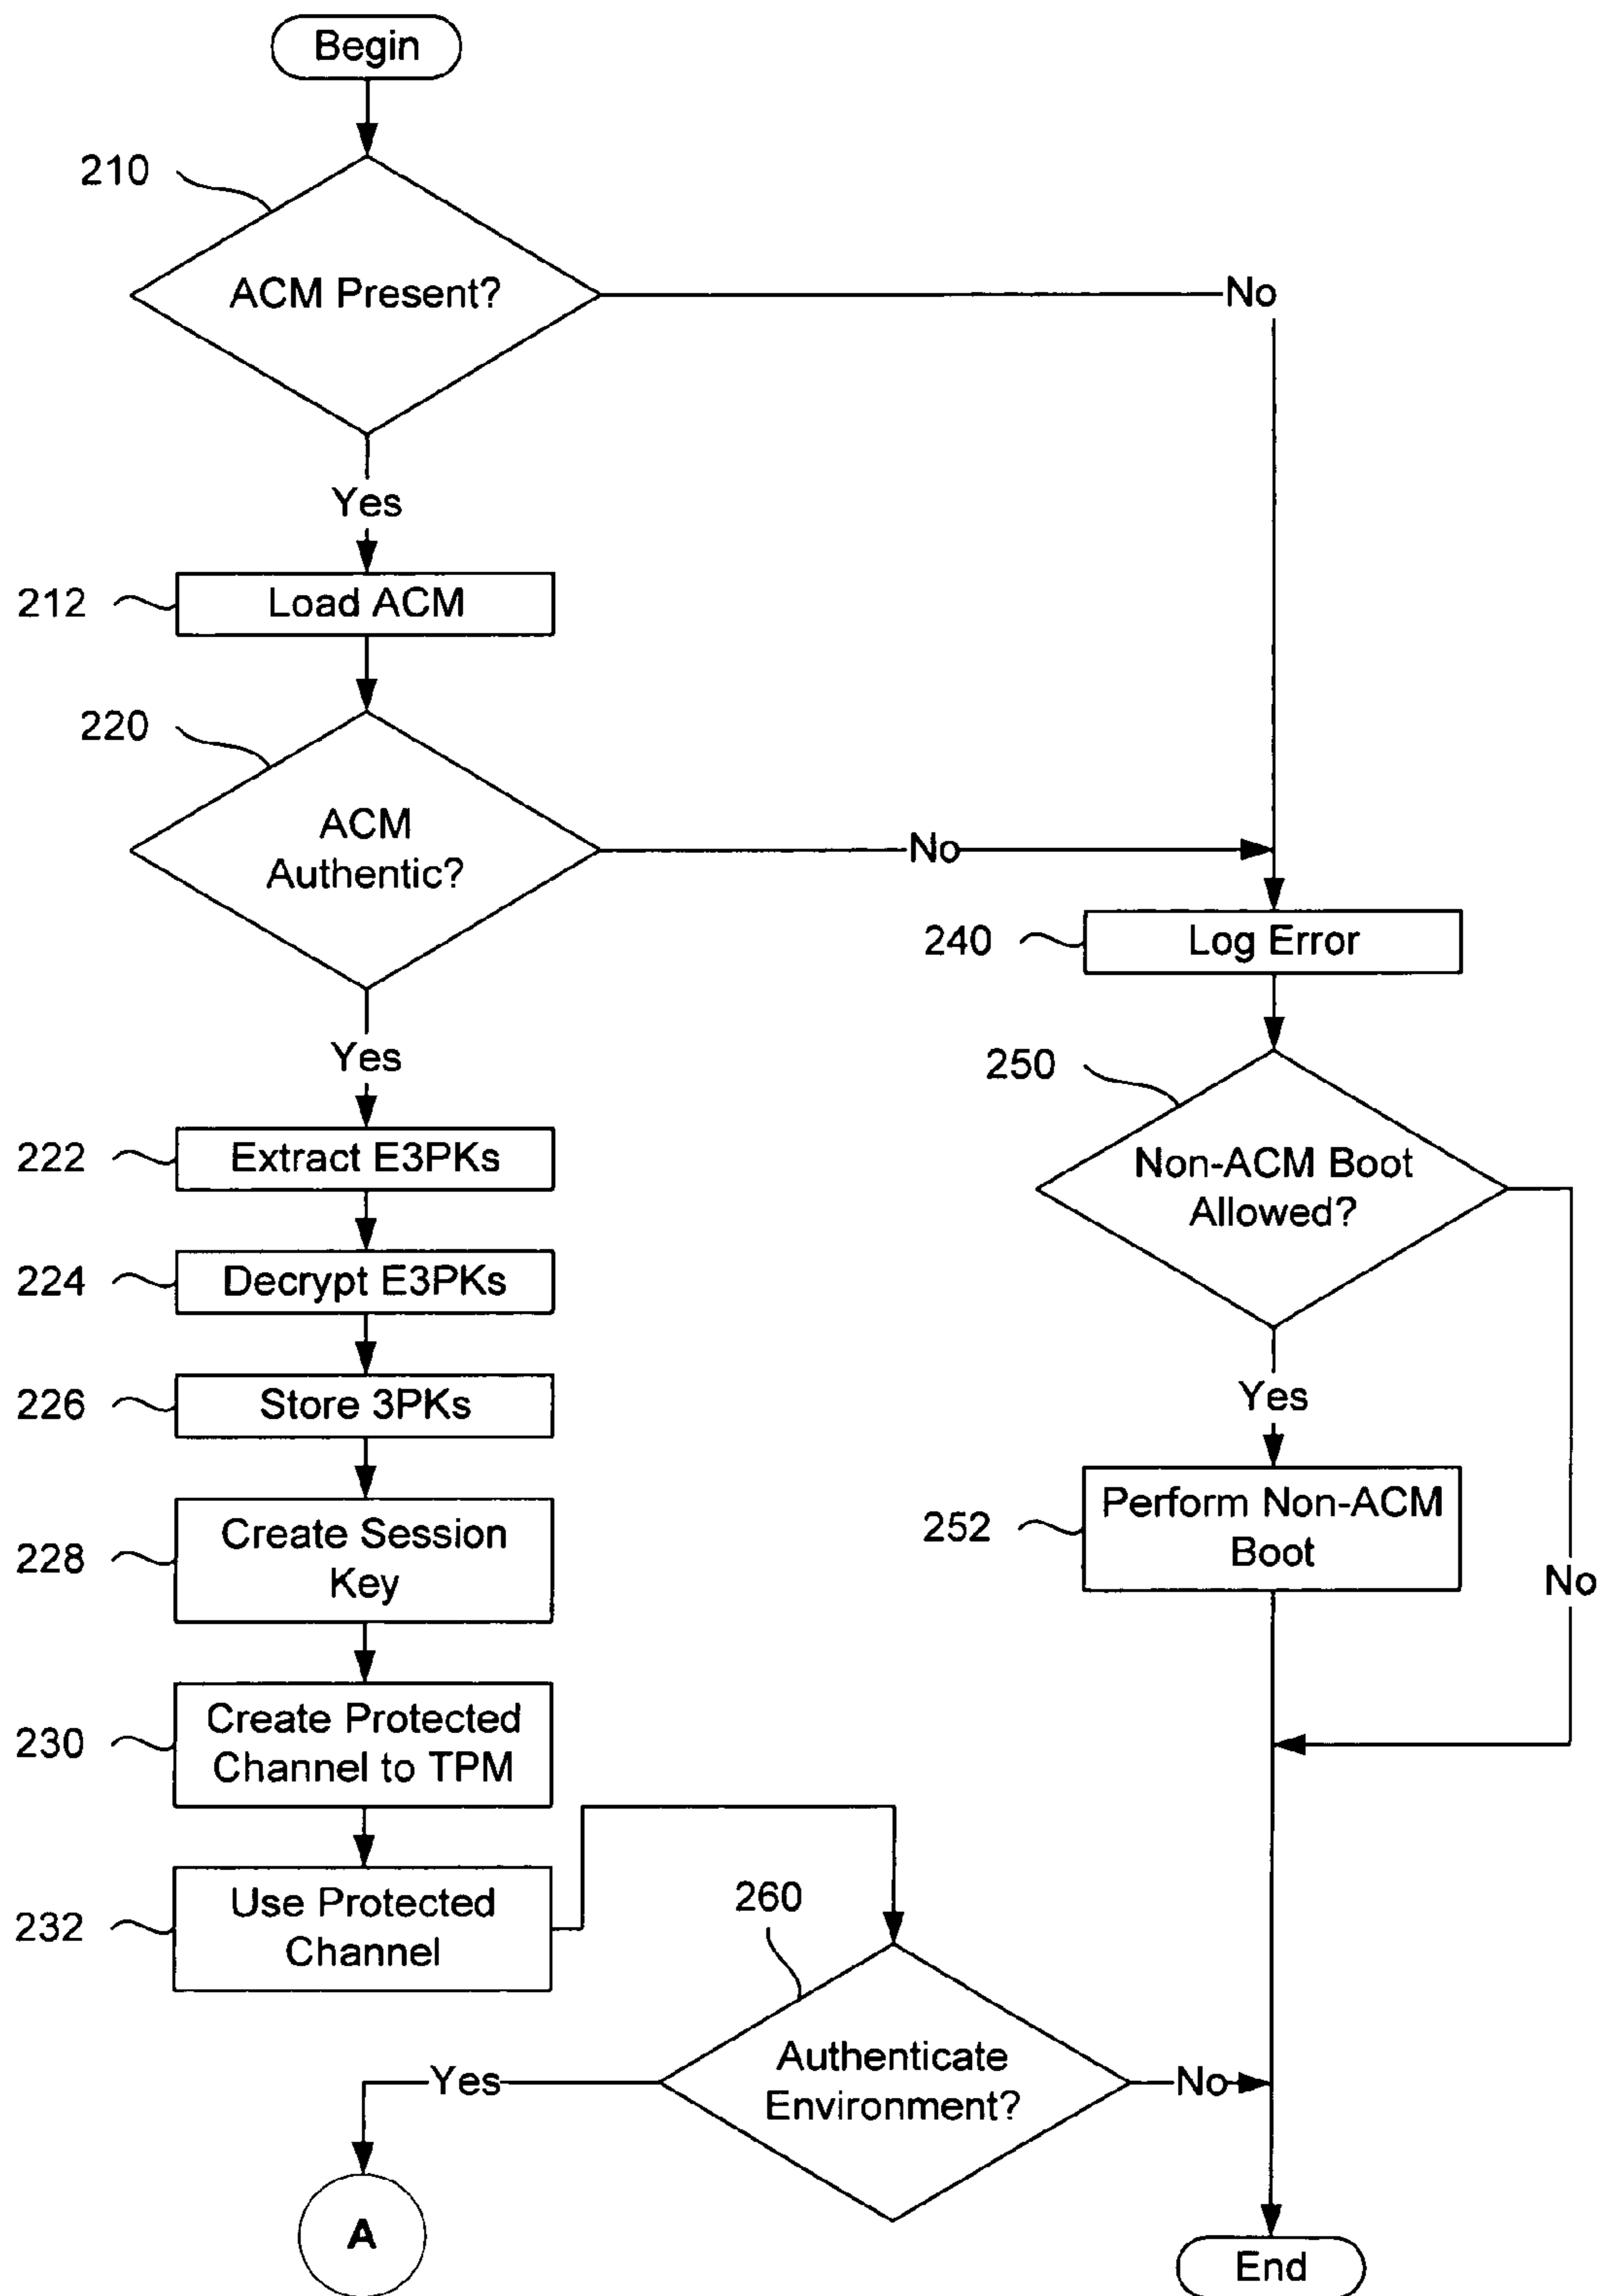 Begin
210
ACM Present?
No
Yes
212
Load ACM
220
ACM
Authentic?
No
240
Log Error
Yes
250
Non-ACM Boot
Allowed?
222
Extract E3PKs
224
Decrypt E3PKs
226
Store 3PKs
Yes
228
Create Session
Key
252
Perform Non-ACM
Boot
No
230
Create Protected
Channel to TPM
232
Use Protected
Channel
260
Authenticate
Environment?
Yes
No
A
End